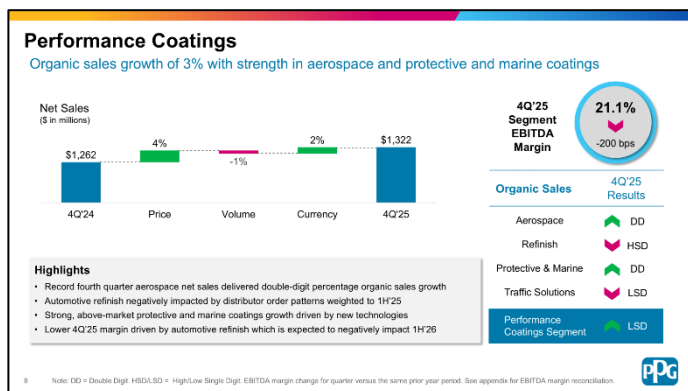 Performance Coatings
Organic sales growth of 3% with strength in aerospace and protective and marine coatings
Net Sales
($ in millions)
$1,262
4%
-1%
2%
$1,322
4Q'24
Price
Volume
Currency
4Q'25
4Q'25
Segment
EBITDA
Margin
21.1%
-200 bps
Organic Sales
4Q'25
Results
Aerospace DD
Refinish HSD
Protective & Marine DD
Traffic Solutions LSD
Performance
Coatings Segment LSD
Highlights
• Record fourth quarter aerospace net sales delivered double-digit percentage organic sales growth
• Automotive refinish negatively impacted by distributor order patterns weighted to 1H'25
• Strong, above-market protective and marine coatings growth driven by new technologies
• Lower 4Q'25 margin driven by automotive refinish which is expected to negatively impact 1H'26
8 Note: DD = Double Digit. HSD/LSD = High/Low Single Digit. EBITDA margin change for quarter versus the same prior year period. See appendix for EBITDA margin reconciliation.
PPG